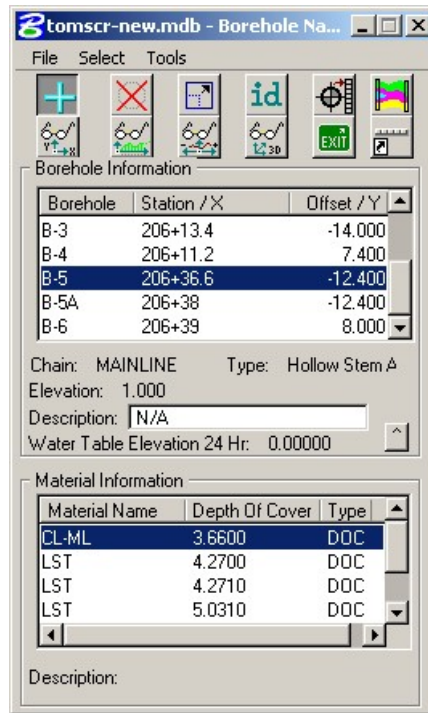 tomscr-new.mdb - Borehole Na...
File Select Tools
id
Y X 3D
YX
EXIT
Borehole Information
Borehole Station / X Offset / Y
B-3 206+13.4 -14.000
B-4 206+11.2 7.400
B-5 206+36.6 -12.400
B-5A 206+38 -12.400
B-6 206+39 8.000
Chain: MAINLINE Type: Hollow Stem A
Elevation: 1.000
Description: N/A
Water Table Elevation 24 Hr: 0.00000
Material Information
Material Name Depth Of Cover Type
CL-ML 3.6600 DOC
LST 4.2700 DOC
LST 4.2710 DOC
LST 5.0310 DOC
Description: